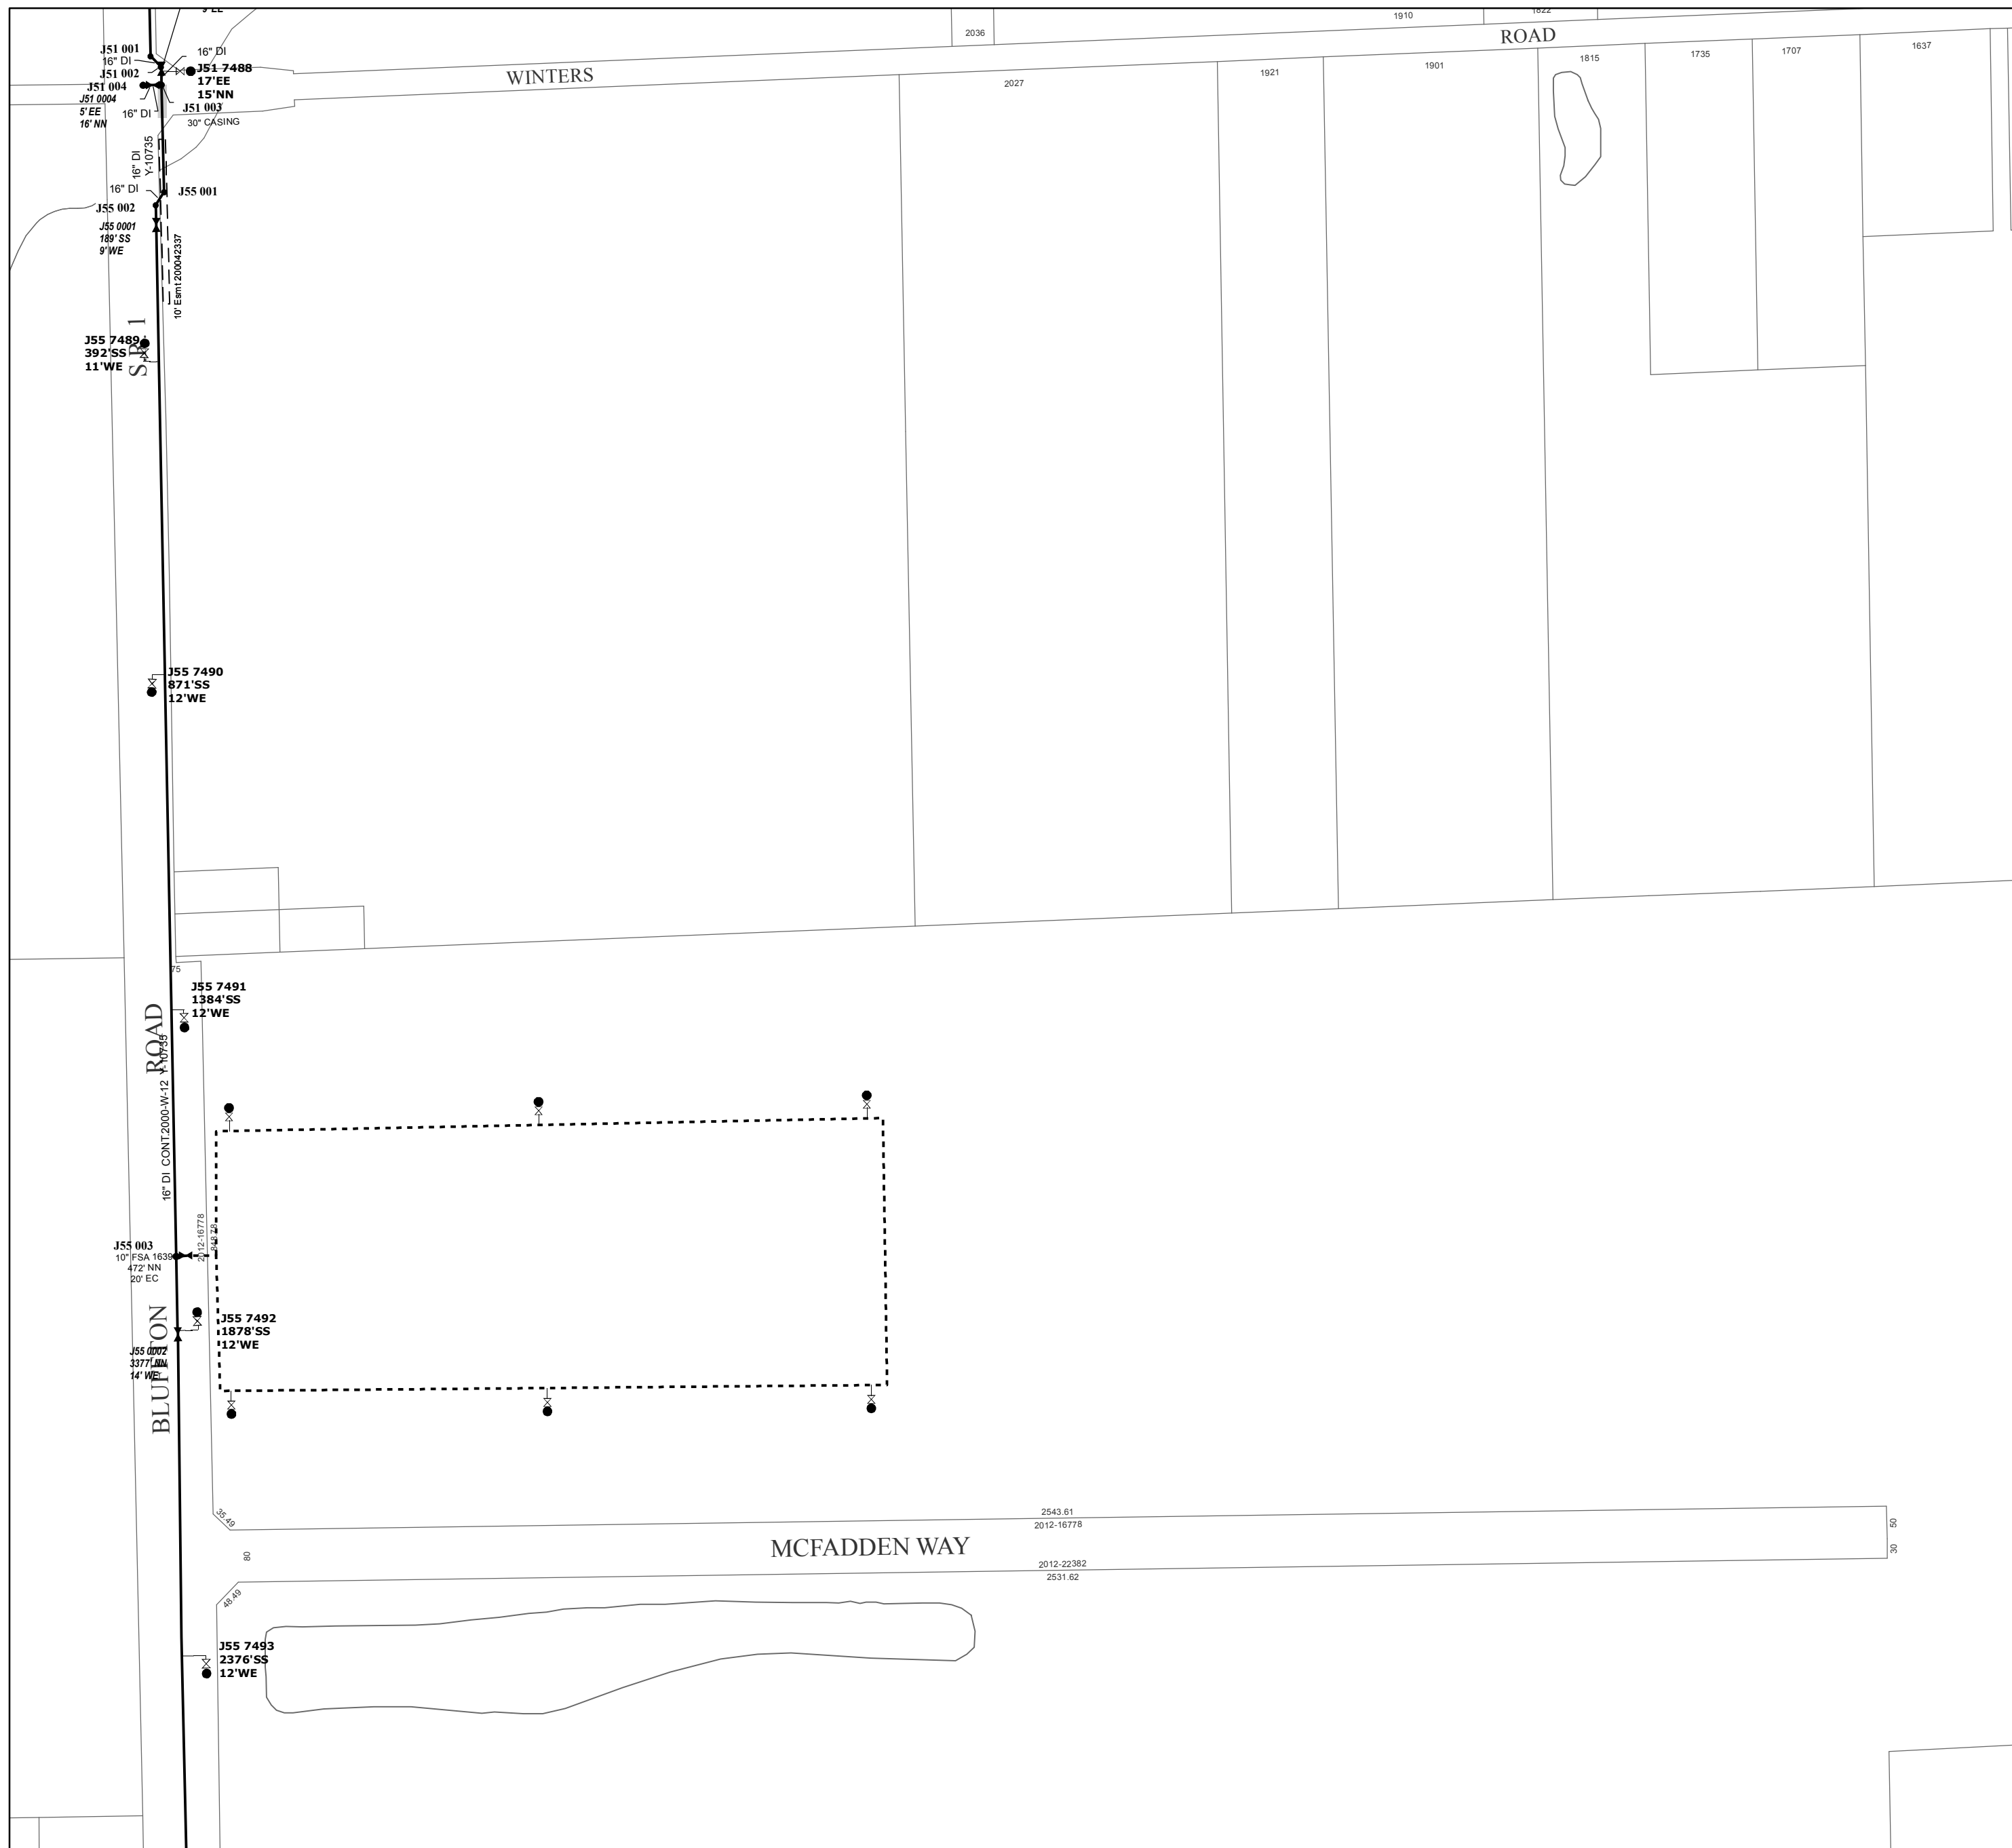 1910
1822
2036
ROAD
WINTERS
2027
1921
1901
1815
1735
1707
1637
9' EE
J51 001
16" DI
16" DI
J51 002
J51 7488
17'EE
15'NN
J51 004
J51 0004
5' EE
16' NN
16" DI
J51 003
30" CASING
16" DI
Y-10735
16" DI
J55 001
J55 002
J55 0001
189' SS
9' WE
10' Esmt 200042337
S R 1
J55 7489
392'SS
11'WE
J55 7490
871'SS
12'WE
75
J55 7491
1384'SS
12'WE
ROAD
16" DI CONT.2000-W-12 Y-10735
2012-16778
848.78
J55 003
10" FSA 1639
472' NN
20' EC
J55 7492
1878'SS
12'WE
J55 0002
3377' NN
14' WE
BLUFFTON
35.49
2543.61
2012-16778
MCFADDEN WAY
80
50
30
2012-22382
2531.62
48.49
J55 7493
2376'SS
12'WE